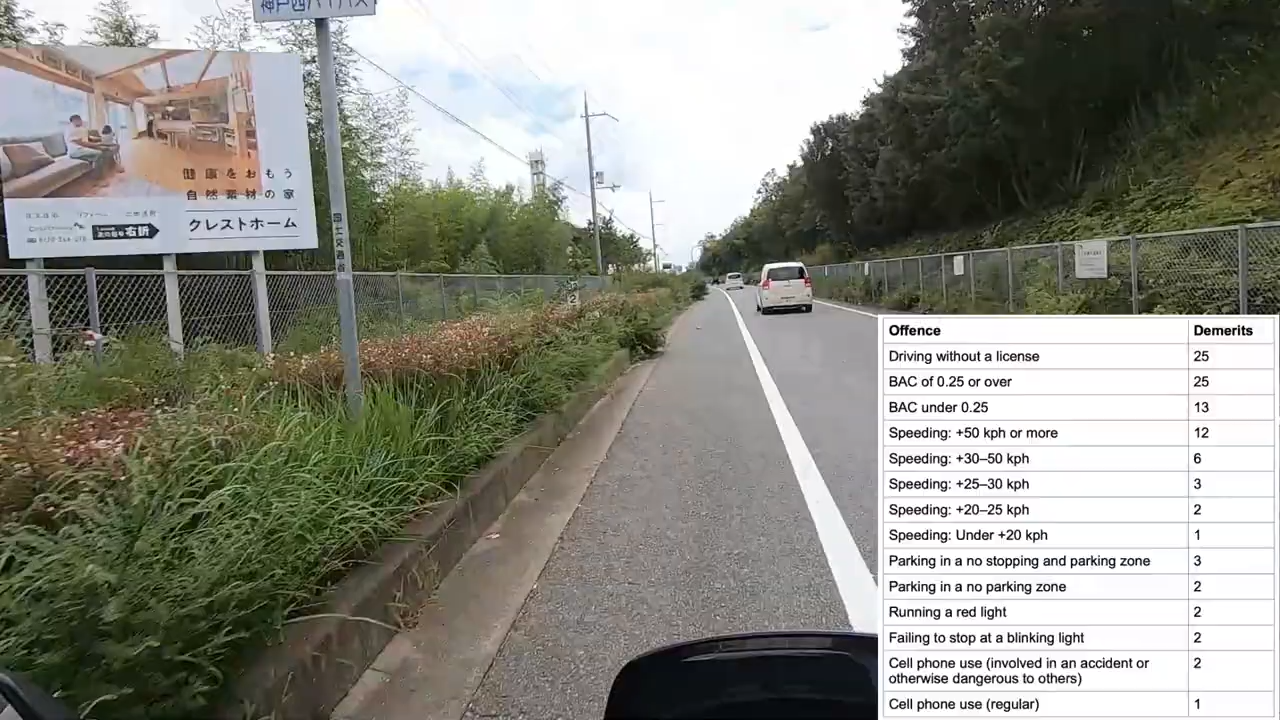 神戸西バイパス
健康をおもう
自然素材の家
クレストホーム
右折
国土交通省
Offence Demerits
Driving without a license 25
BAC of 0.25 or over 25
BAC under 0.25 13
Speeding: +50 kph or more 12
Speeding: +30–50 kph 6
Speeding: +25–30 kph 3
Speeding: +20–25 kph 2
Speeding: Under +20 kph 1
Parking in a no stopping and parking zone 3
Parking in a no parking zone 2
Running a red light 2
Failing to stop at a blinking light 2
Cell phone use (involved in an accident or
otherwise dangerous to others) 2
Cell phone use (regular) 1